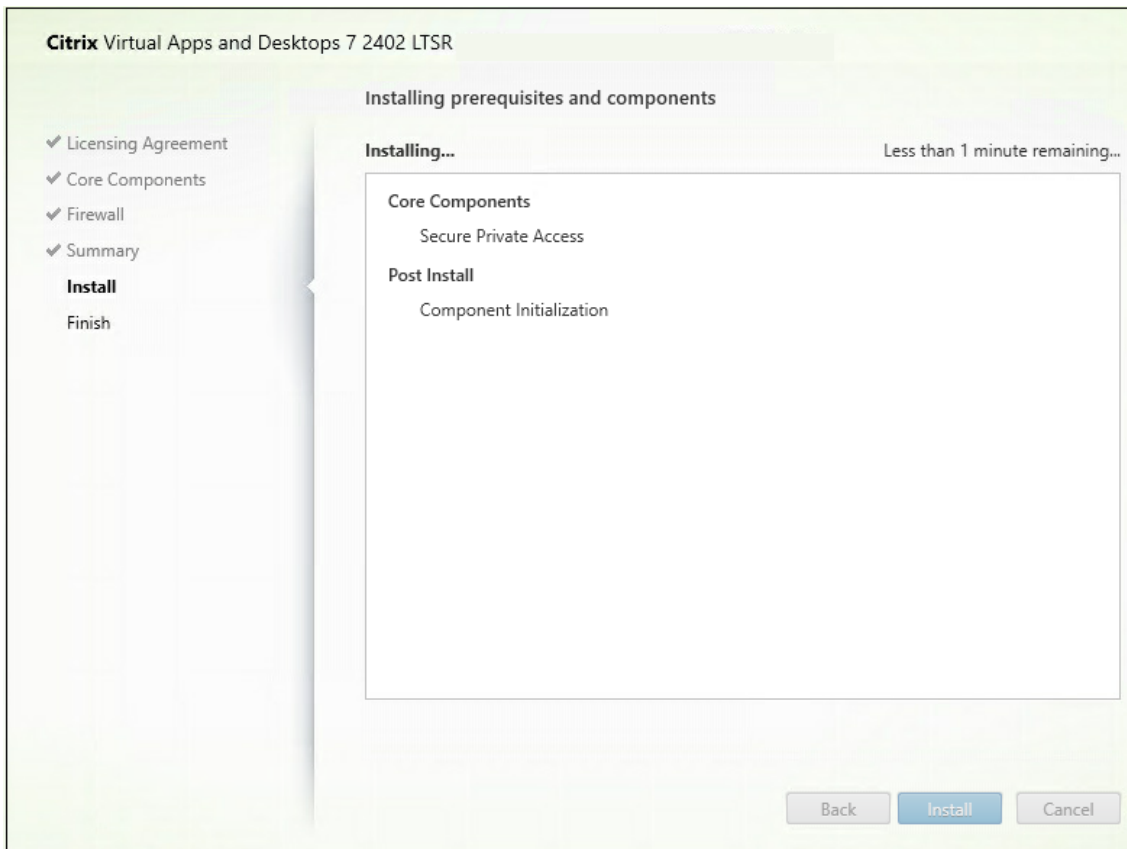 Citrix Virtual Apps and Desktops 7 2402 LTSR
Installing prerequisites and components
✔ Licensing Agreement
✔ Core Components
✔ Firewall
✔ Summary
Install
Finish
Installing... Less than 1 minute remaining...
Core Components
Secure Private Access
Post Install
Component Initialization
Back Install Cancel